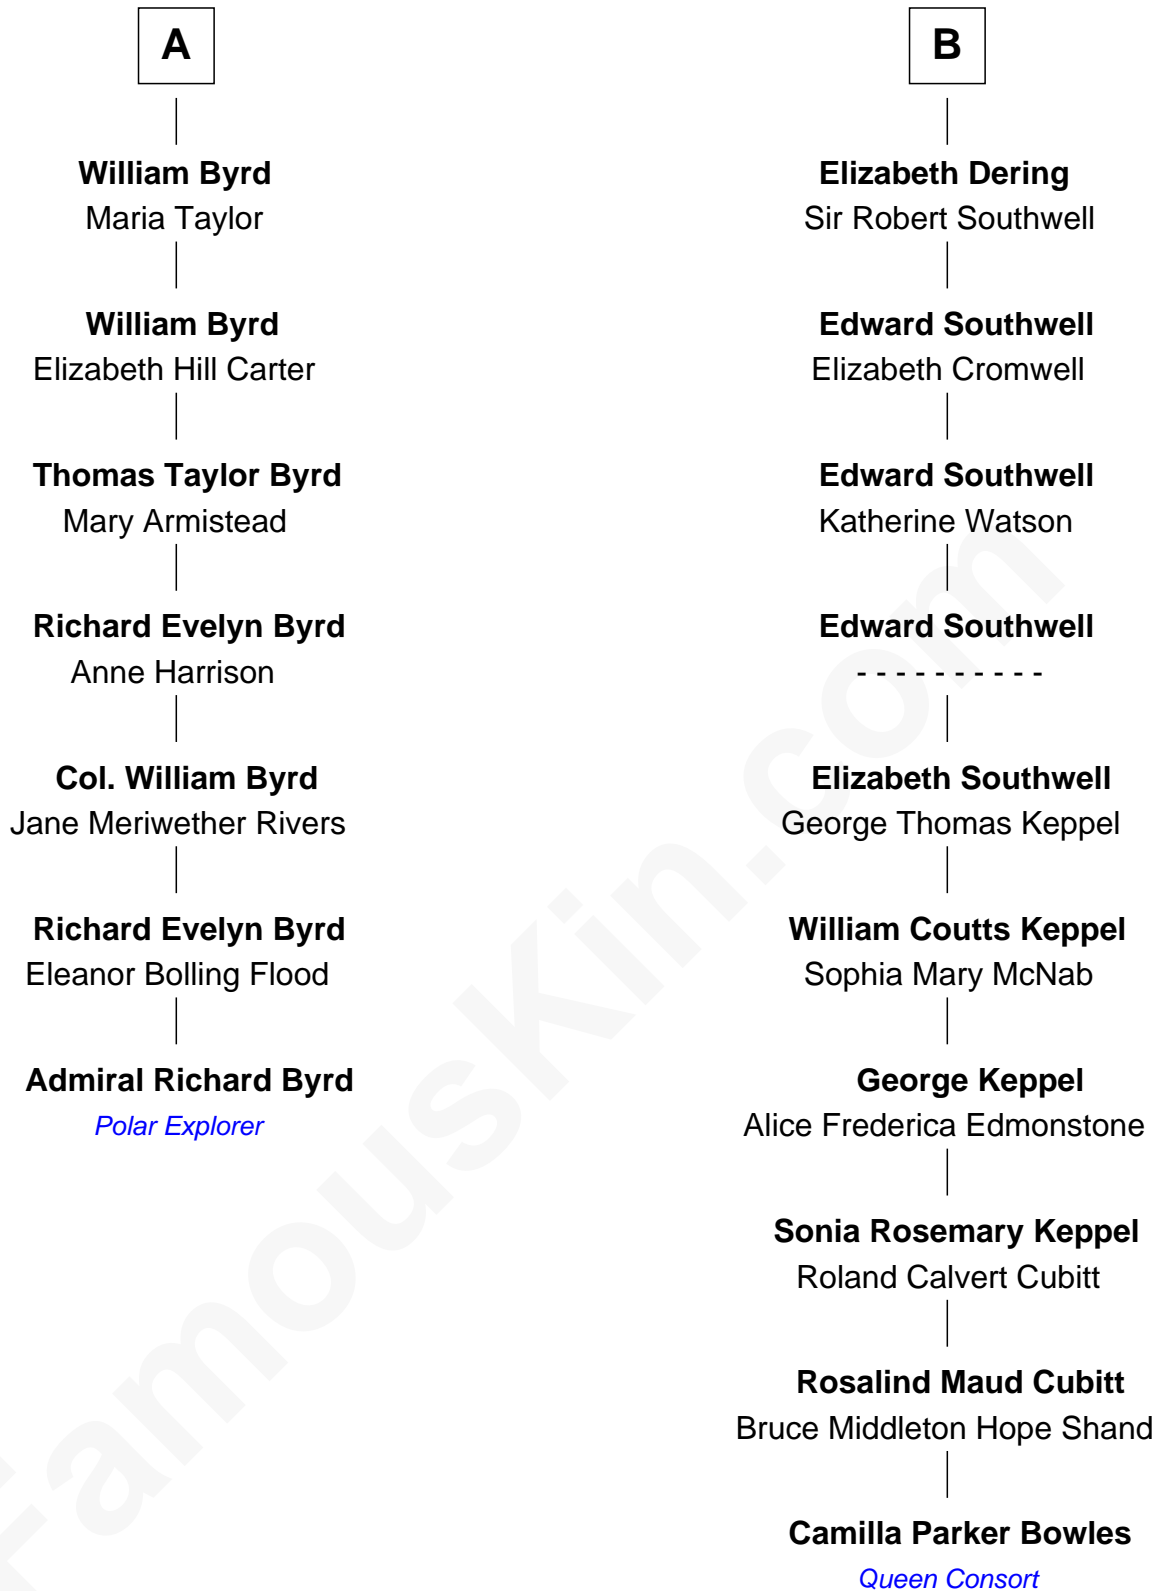 A
William Byrd
Maria Taylor
William Byrd
Elizabeth Hill Carter
Thomas Taylor Byrd
Mary Armistead
Richard Evelyn Byrd
Anne Harrison
Col. William Byrd
Jane Meriwether Rivers
Richard Evelyn Byrd
Eleanor Bolling Flood
Admiral Richard Byrd
Polar Explorer
B
Elizabeth Dering
Sir Robert Southwell
Edward Southwell
Elizabeth Cromwell
Edward Southwell
Katherine Watson
Edward Southwell
- - - - - - - - - -
Elizabeth Southwell
George Thomas Keppel
William Coutts Keppel
Sophia Mary McNab
George Keppel
Alice Frederica Edmonstone
Sonia Rosemary Keppel
Roland Calvert Cubitt
Rosalind Maud Cubitt
Bruce Middleton Hope Shand
Camilla Parker Bowles
Queen Consort
FamousKin.com